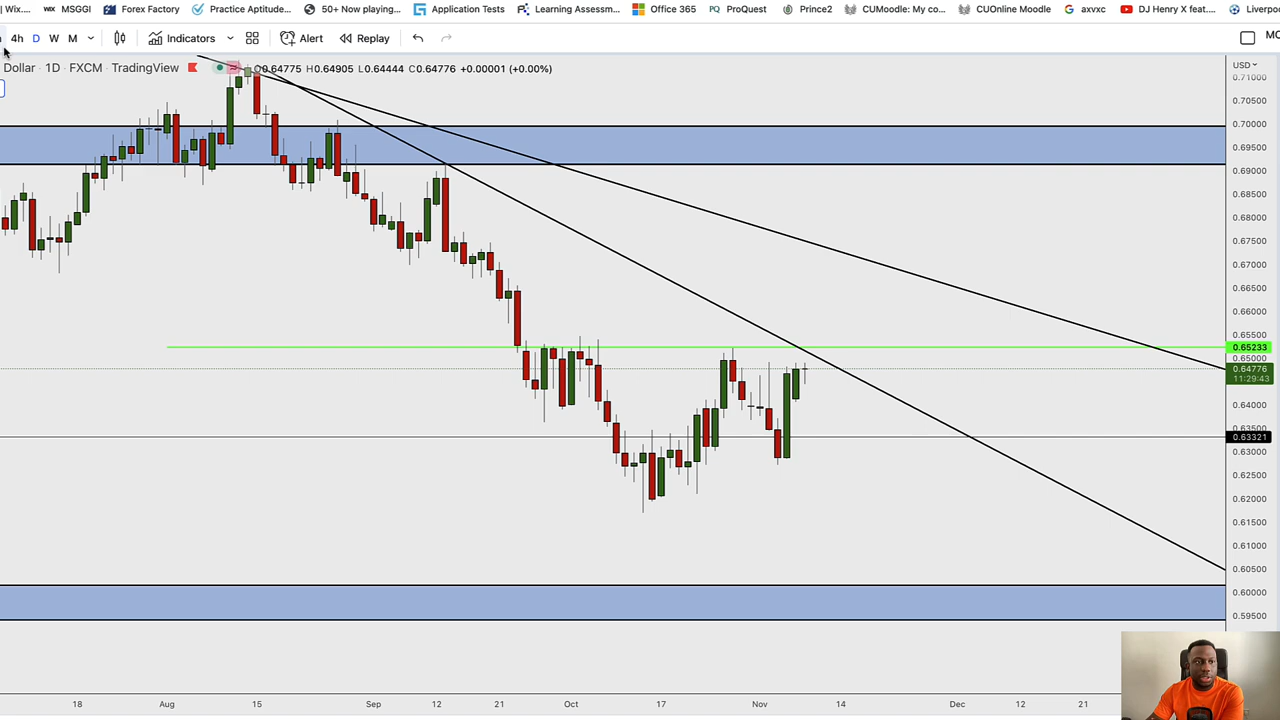 Wix...
WIX MSGGI
Forex Factory
Practice Aptitude...
50+ Now playing...
Application Tests
Learning Assessm...
Office 365
PQ ProQuest
Prince2
CUMoodle: My co...
CUOnline Moodle
axvxc
DJ Henry X feat....
Liverpoo
4h D W M
Indicators
Alert
Replay
Dollar · 1D · FXCM · TradingView
O0.64775 H0.64905 L0.64444 C0.64776 +0.00001 (+0.00%)
USD
0.71000
0.70500
0.70000
0.69500
0.69000
0.68500
0.68000
0.67500
0.67000
0.66500
0.66000
0.65500
0.65233
0.65000
0.64776
11:29:43
0.64000
0.63500
0.63321
0.63000
0.62500
0.62000
0.61500
0.61000
0.60500
0.60000
0.59500
18 Aug 15 Sep 12 21 Oct 17 Nov 14 Dec 12 21